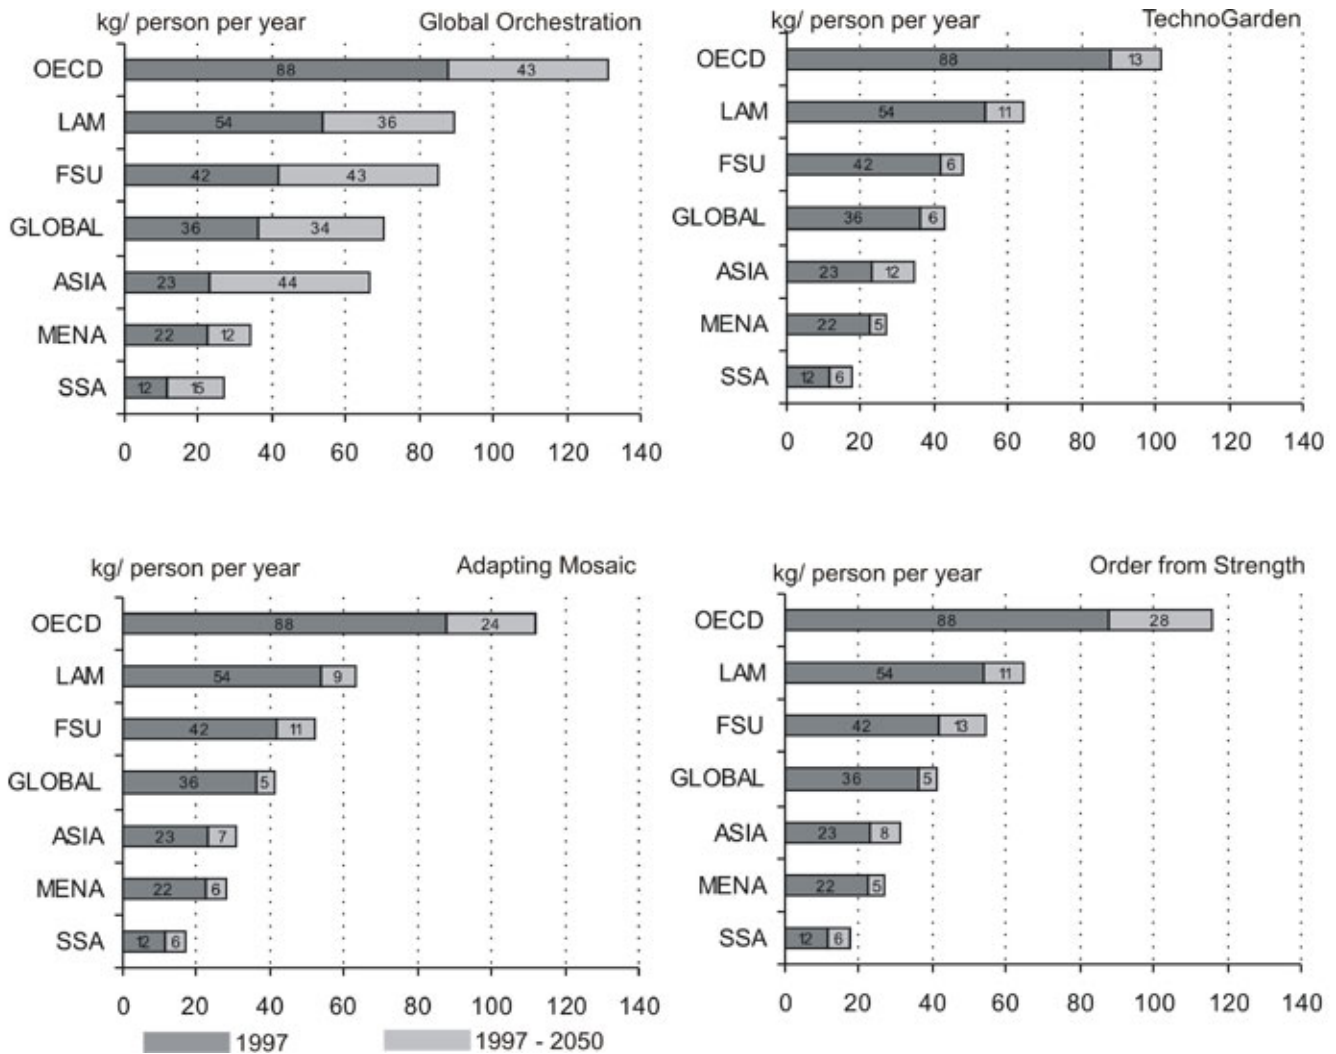 kg/ person per year Global Orchestration
OECD 88 43
LAM 54 36
FSU 42 43
GLOBAL 36 34
ASIA 23 44
MENA 22 12
SSA 12 15
0 20 40 60 80 100 120 140
kg/ person per year TechnoGarden
OECD 88 13
LAM 54 11
FSU 42 6
GLOBAL 36 6
ASIA 23 12
MENA 22 5
SSA 12 6
0 20 40 60 80 100 120 140
kg/ person per year Adapting Mosaic
OECD 88 24
LAM 54 9
FSU 42 11
GLOBAL 36 5
ASIA 23 7
MENA 22 6
SSA 12 6
0 20 40 60 80 100 120 140
kg/ person per year Order from Strength
OECD 88 28
LAM 54 11
FSU 42 13
GLOBAL 36 5
ASIA 23 8
MENA 22 5
SSA 12 6
0 20 40 60 80 100 120 140
1997 1997 - 2050